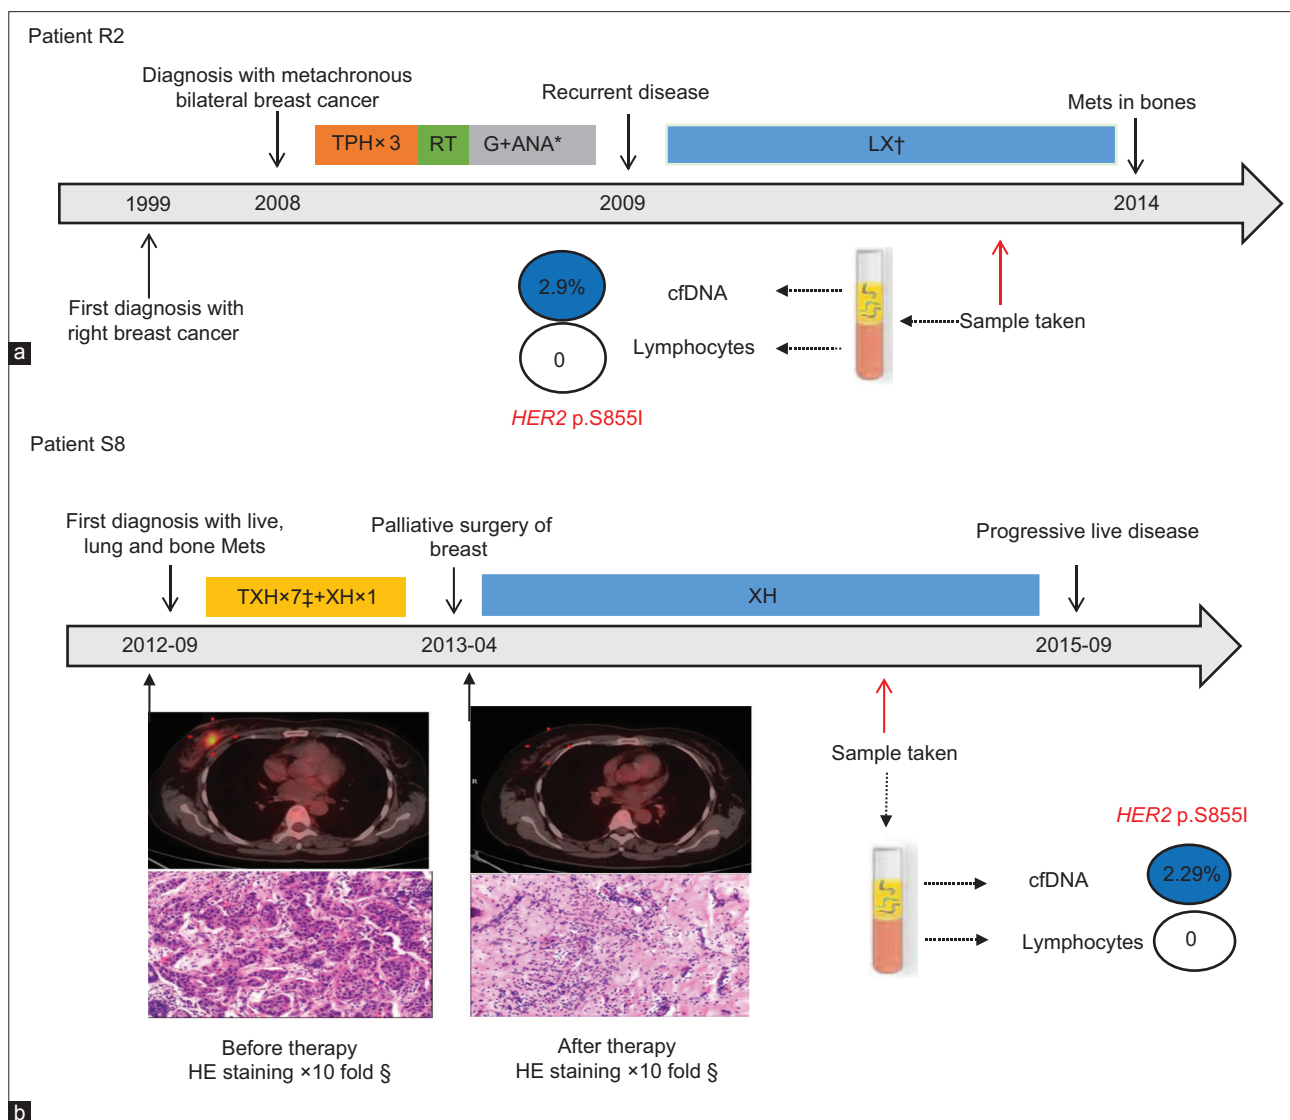 Patient R2
Diagnosis with metachronous
bilateral breast cancer
Recurrent disease
Mets in bones
TPH× 3
RT
G+ANA*
LX†
1999
2008
2009
2014
First diagnosis with
right breast cancer
2.9%
cfDNA
Sample taken
Lymphocytes
0
HER2 p.S855I
a
Patient S8
First diagnosis with live,
lung and bone Mets
Palliative surgery of
breast
Progressive live disease
TXH×7‡+XH×1
XH
2012-09
2013-04
2015-09
R
Sample taken
HER2 p.S855I
cfDNA
2.29%
Lymphocytes
0
Before therapy
HE staining ×10 fold §
After therapy
HE staining ×10 fold §
b